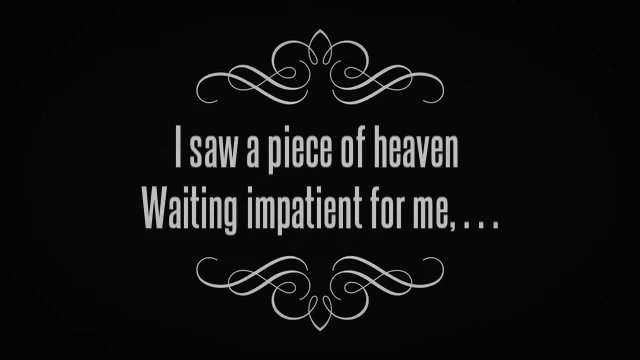 I saw a piece of heaven
Waiting impatient for me, . . .